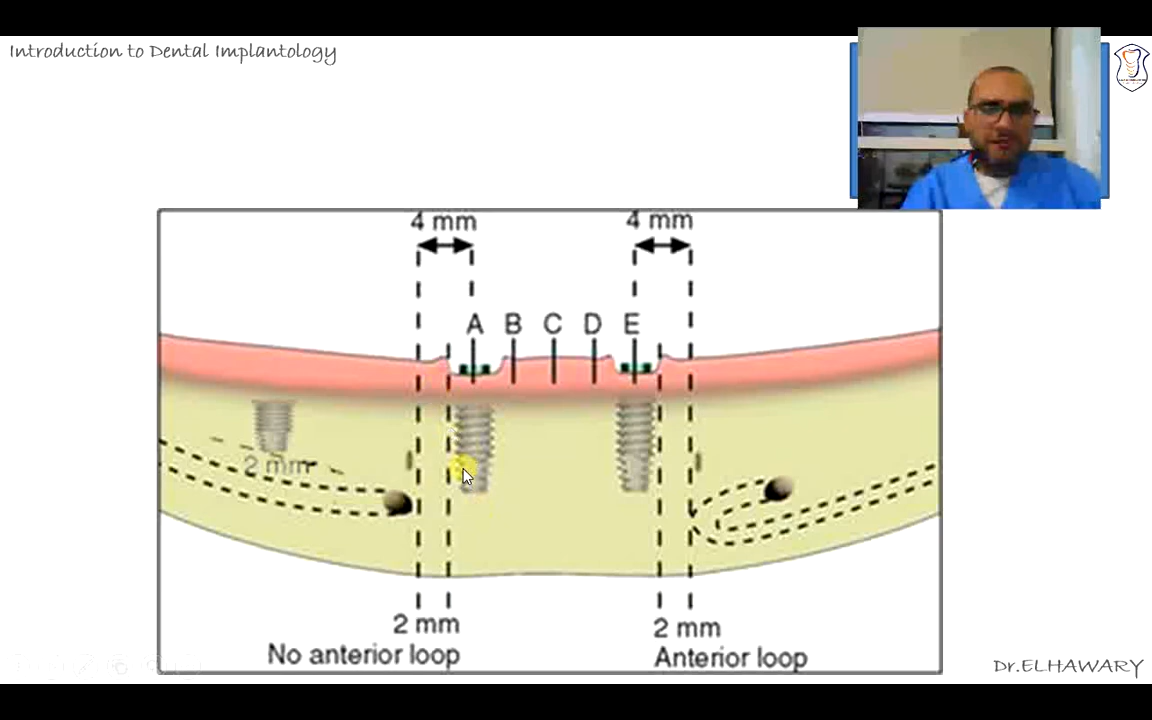 Introduction to Dental Implantology
4 mm 4 mm
A B C D E
2 mm
2 mm 2 mm
No anterior loop Anterior loop
Dr.ELHAWARY